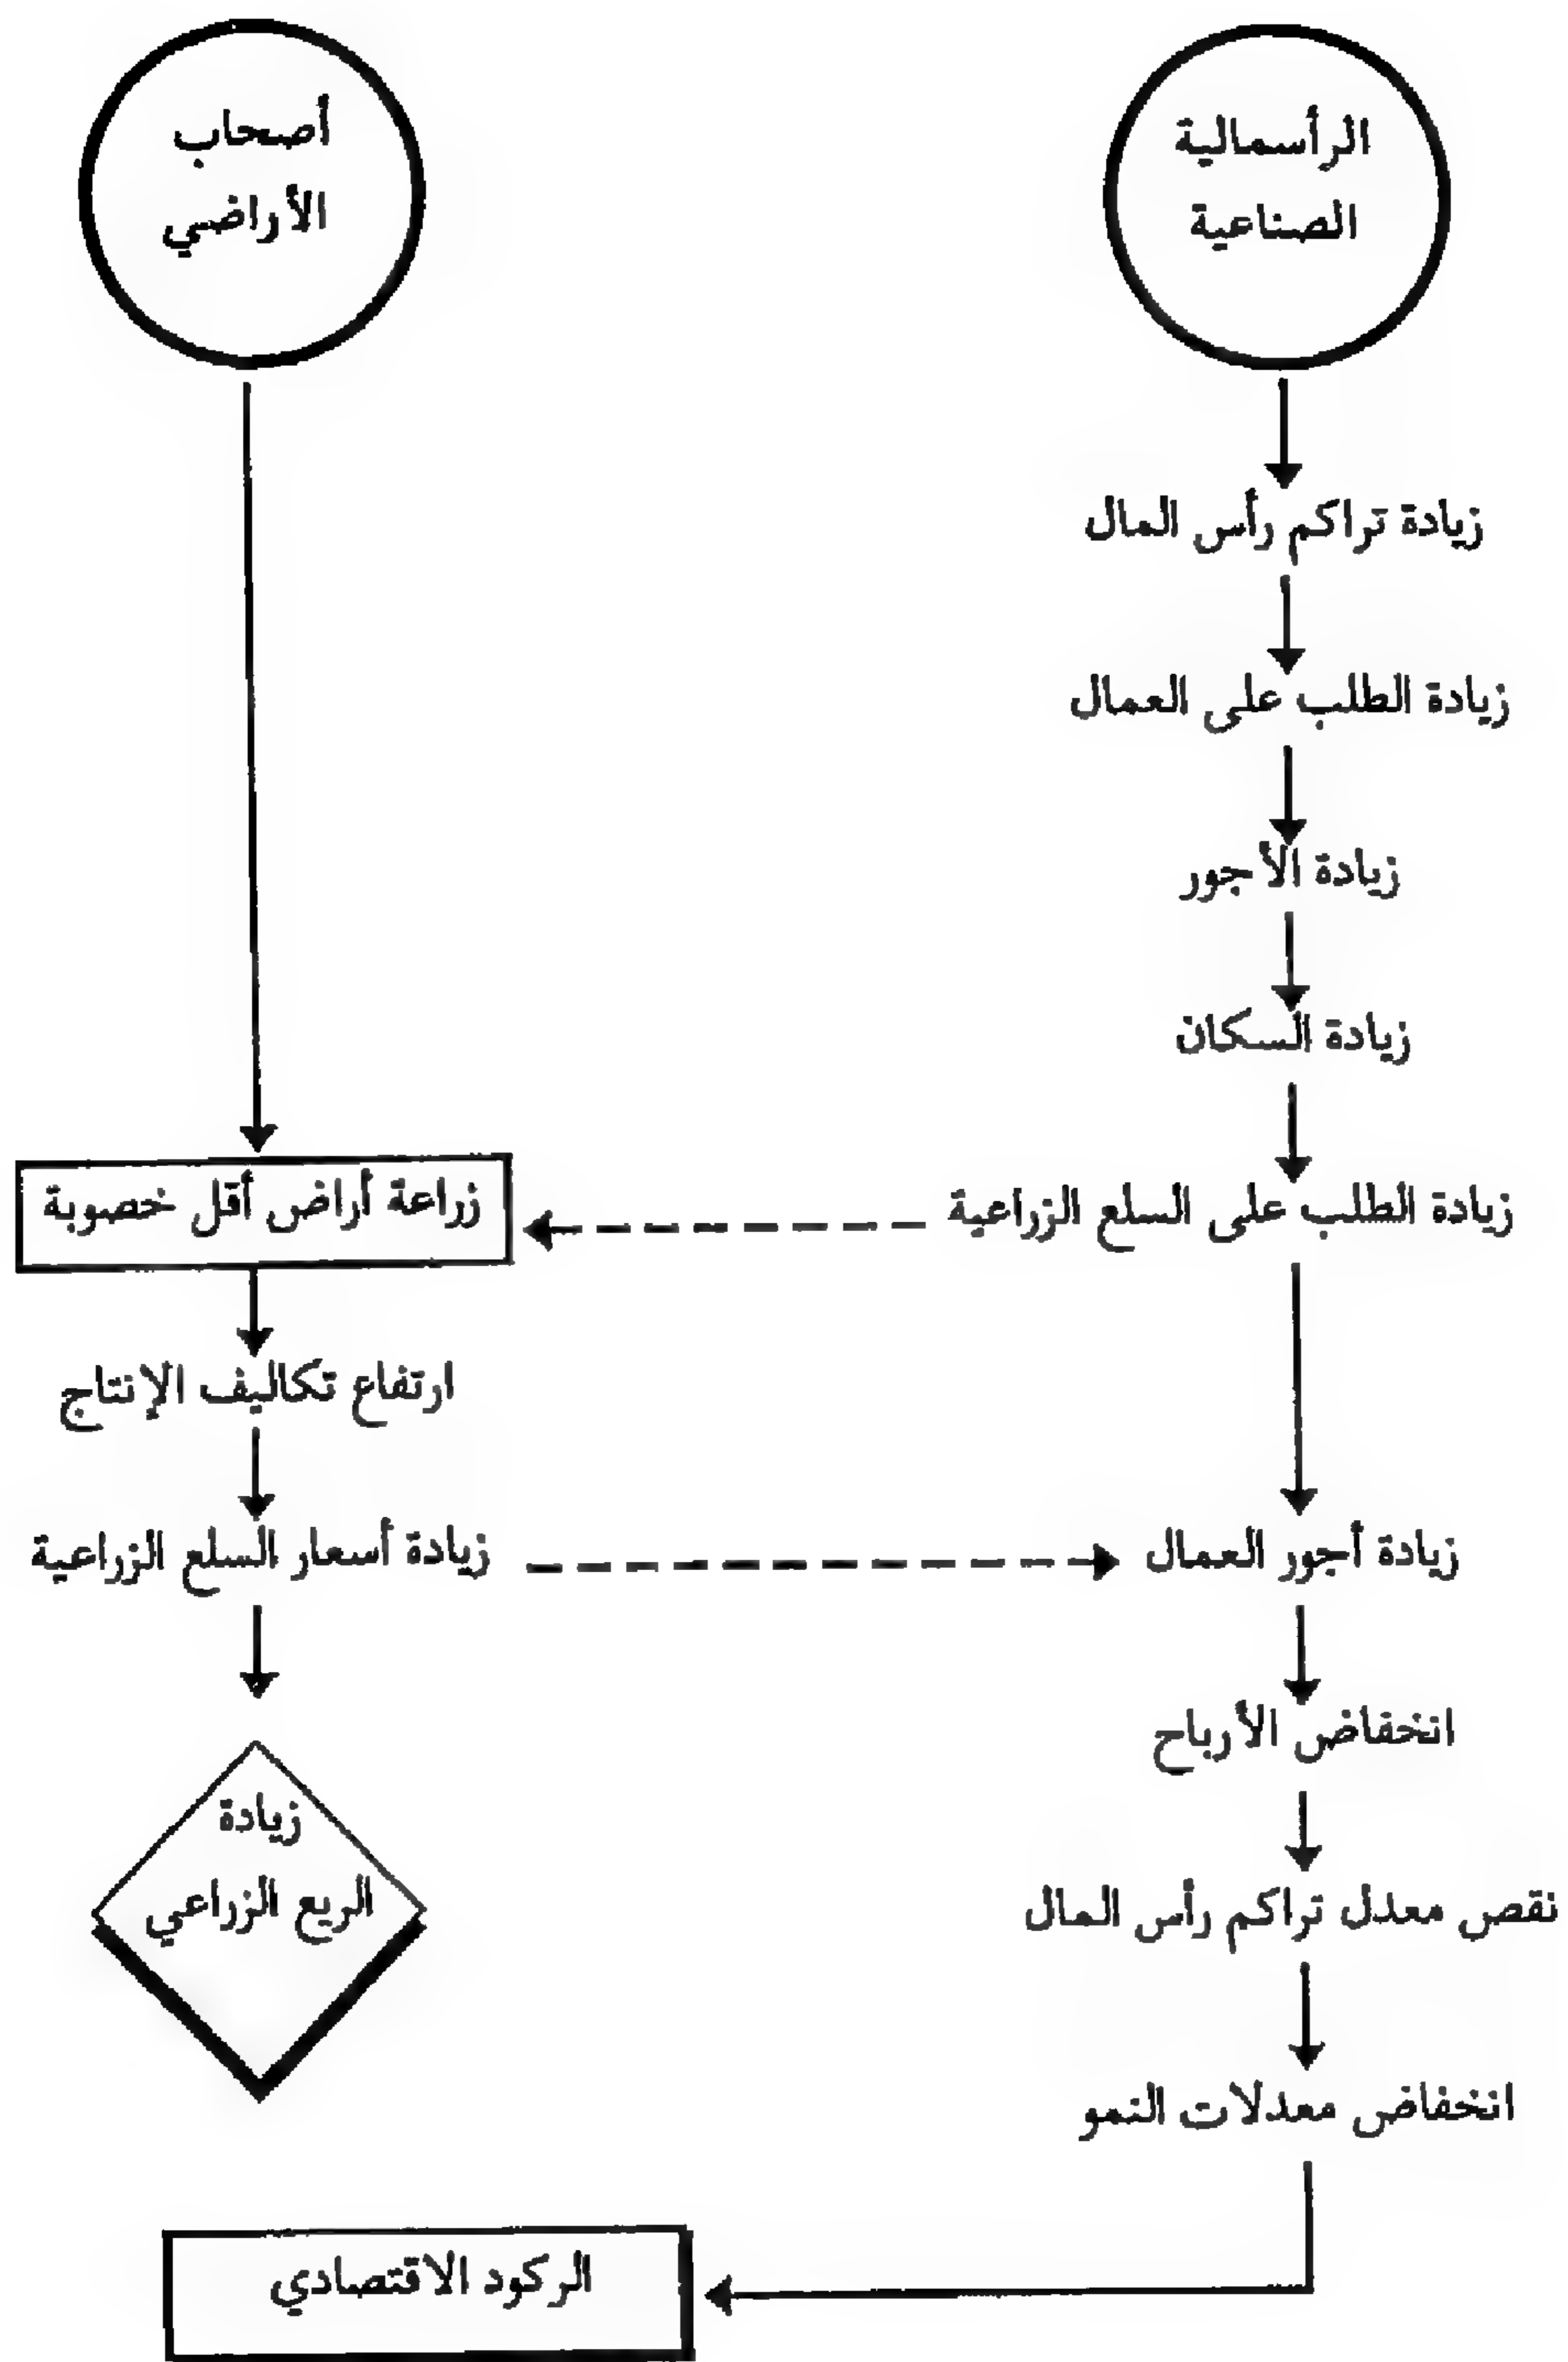 الرأسمالية
الصناعية
أصحاب
الأراضي
زيادة تراكم رأس المال
زيادة الطلب على العمال
زيادة الأجور
زيادة السكان
زيادة الطلب على السلع الزراعية
زراعة أراض أقل خصوبة
ارتفاع تكاليف الإنتاج
زيادة أجور العمال
زيادة أسعار السلع الزراعية
انخفاض الأرباح
زيادة
الريع الزراعي
نقص معدل تراكم رأس المال
انخفاض معدلات النمو
الركود الاقتصادي